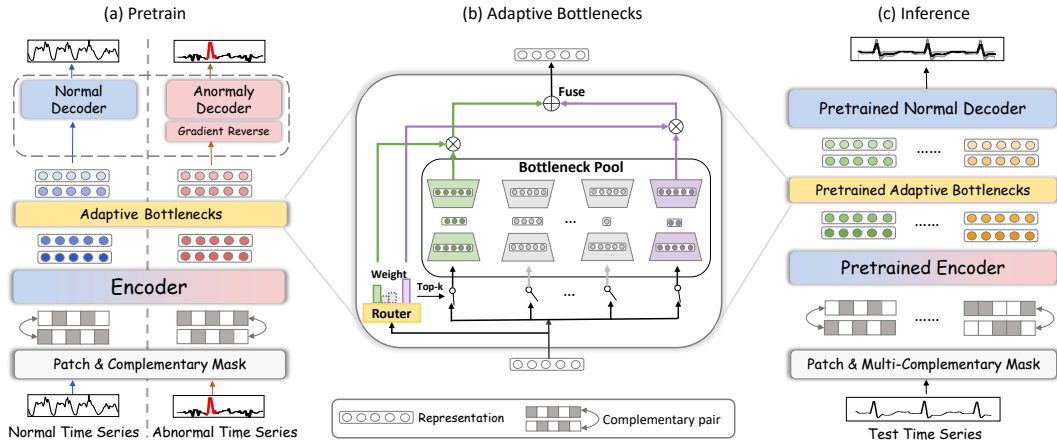 (a) Pretrain
Normal
Decoder
Anormaly
Decoder
Gradient Reverse
Adaptive Bottlenecks
Encoder
Patch & Complementary Mask
Normal Time Series
Abnormal Time Series
(b) Adaptive Bottlenecks
Fuse
Bottleneck Pool
...
Weight
Top-k
...
Router
Representation
Complementary pair
(c) Inference
Pretrained Normal Decoder
......
Pretrained Adaptive Bottlenecks
......
Pretrained Encoder
......
Patch & Multi-Complementary Mask
Test Time Series